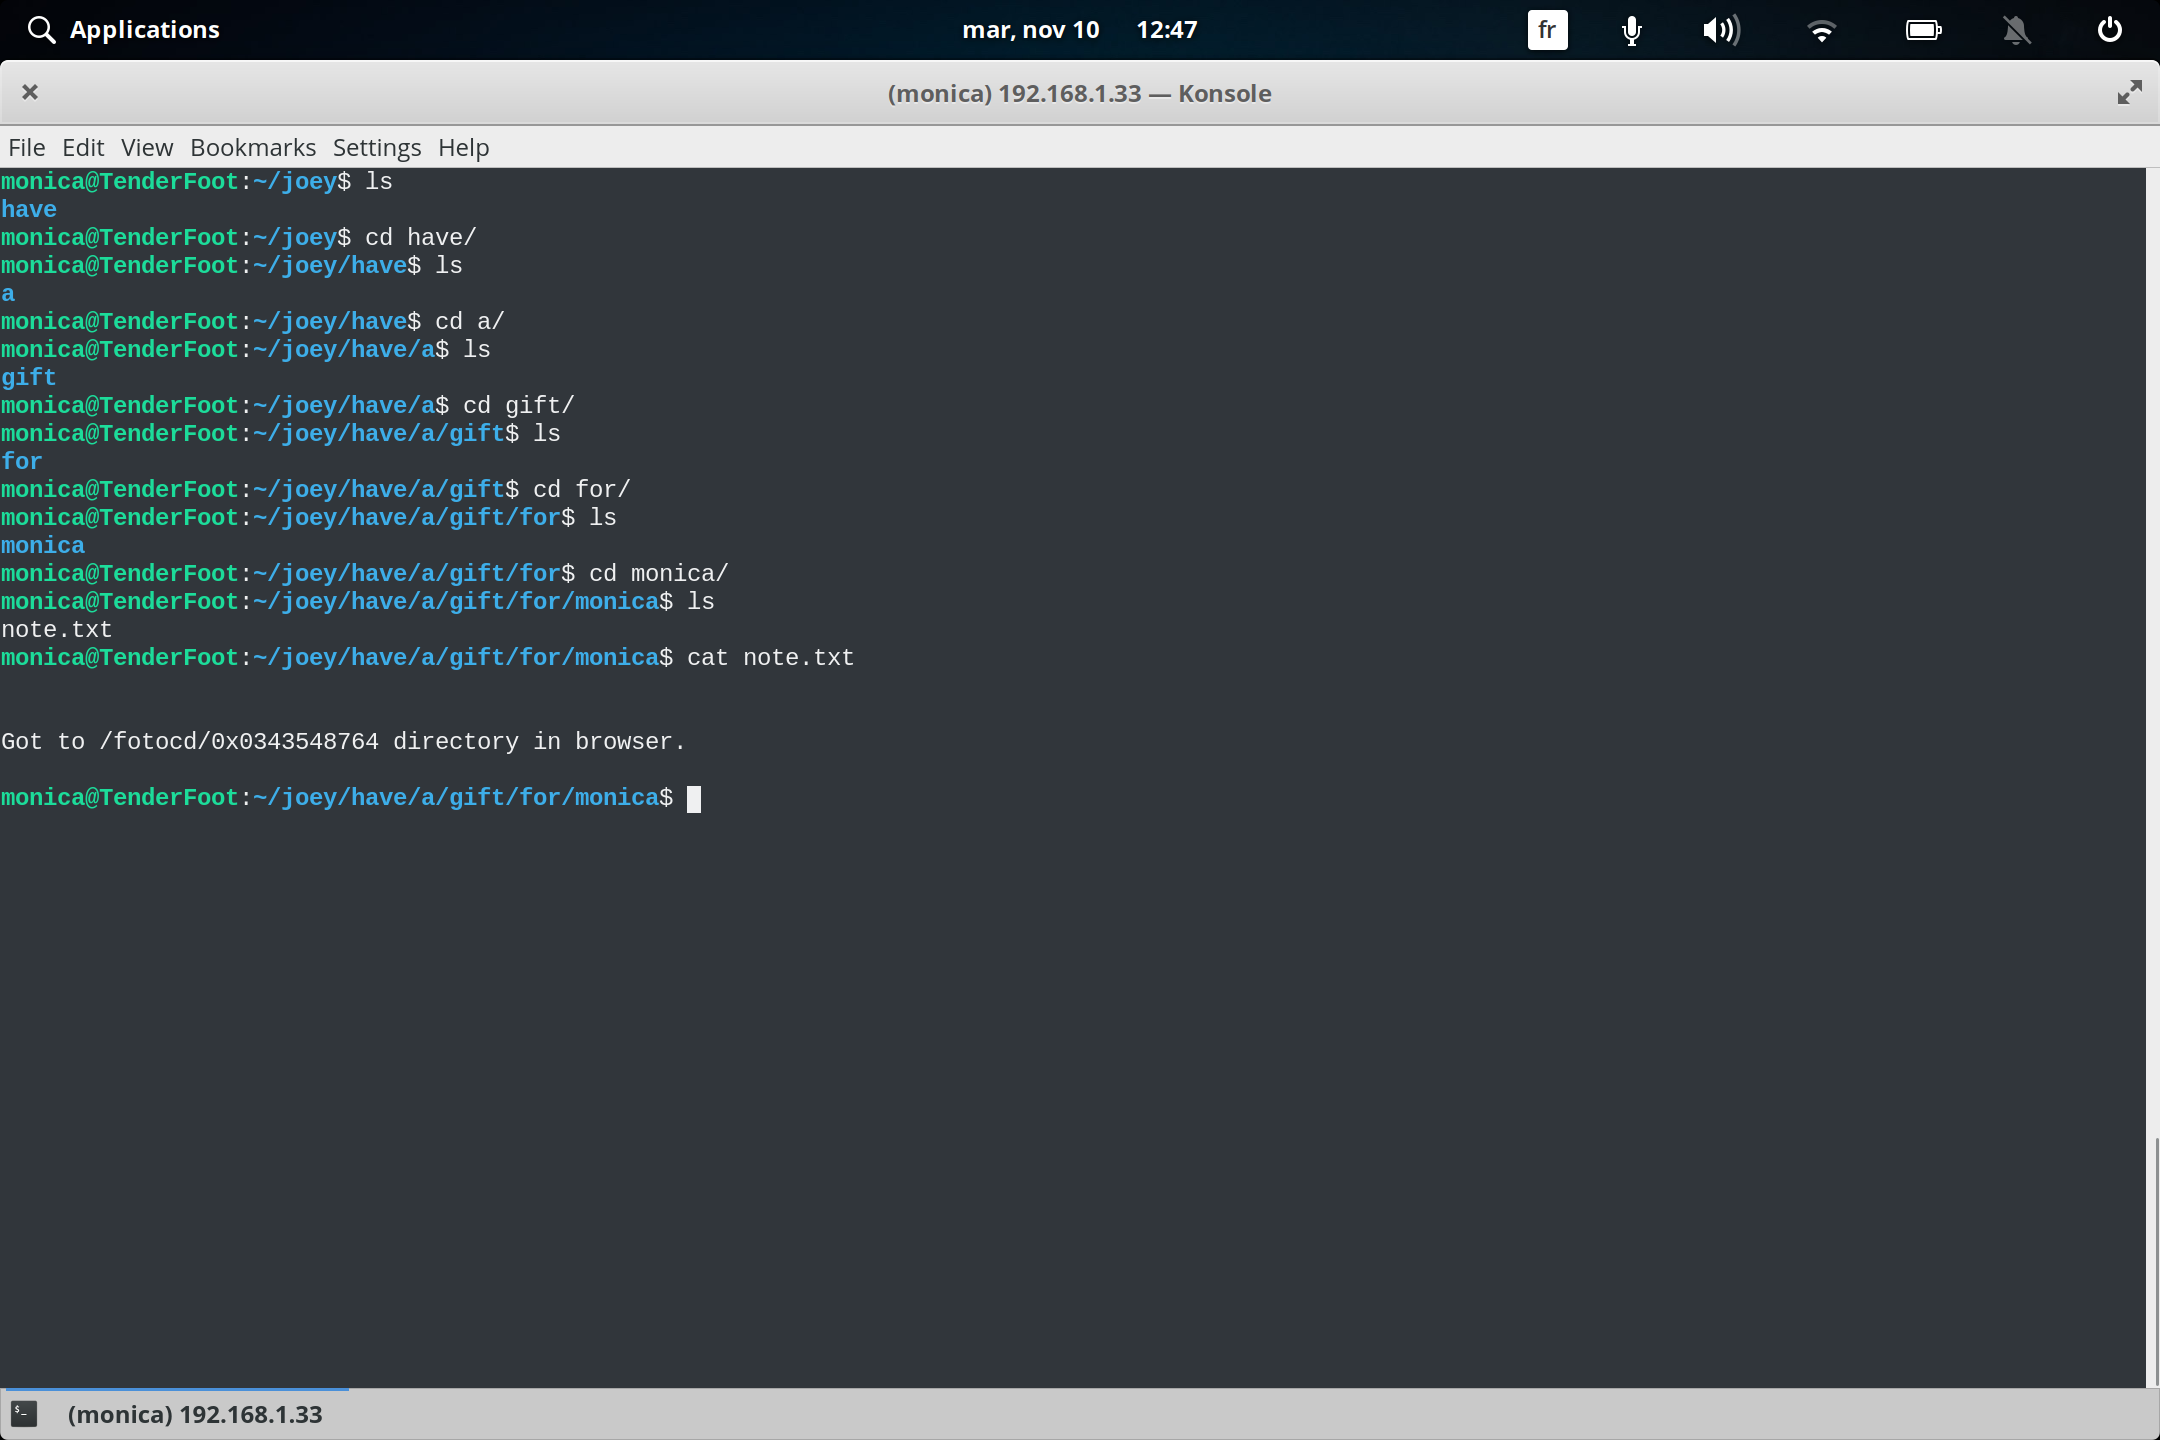 Applications
mar, nov 10 12:47
fr
(monica) 192.168.1.33 — Konsole
File Edit View Bookmarks Settings Help
monica@TenderFoot:~/joey$ ls
have
monica@TenderFoot:~/joey$ cd have/
monica@TenderFoot:~/joey/have$ ls
a
monica@TenderFoot:~/joey/have$ cd a/
monica@TenderFoot:~/joey/have/a$ ls
gift
monica@TenderFoot:~/joey/have/a$ cd gift/
monica@TenderFoot:~/joey/have/a/gift$ ls
for
monica@TenderFoot:~/joey/have/a/gift$ cd for/
monica@TenderFoot:~/joey/have/a/gift/for$ ls
monica
monica@TenderFoot:~/joey/have/a/gift/for$ cd monica/
monica@TenderFoot:~/joey/have/a/gift/for/monica$ ls
note.txt
monica@TenderFoot:~/joey/have/a/gift/for/monica$ cat note.txt
Got to /fotocd/0x0343548764 directory in browser.
monica@TenderFoot:~/joey/have/a/gift/for/monica$
(monica) 192.168.1.33